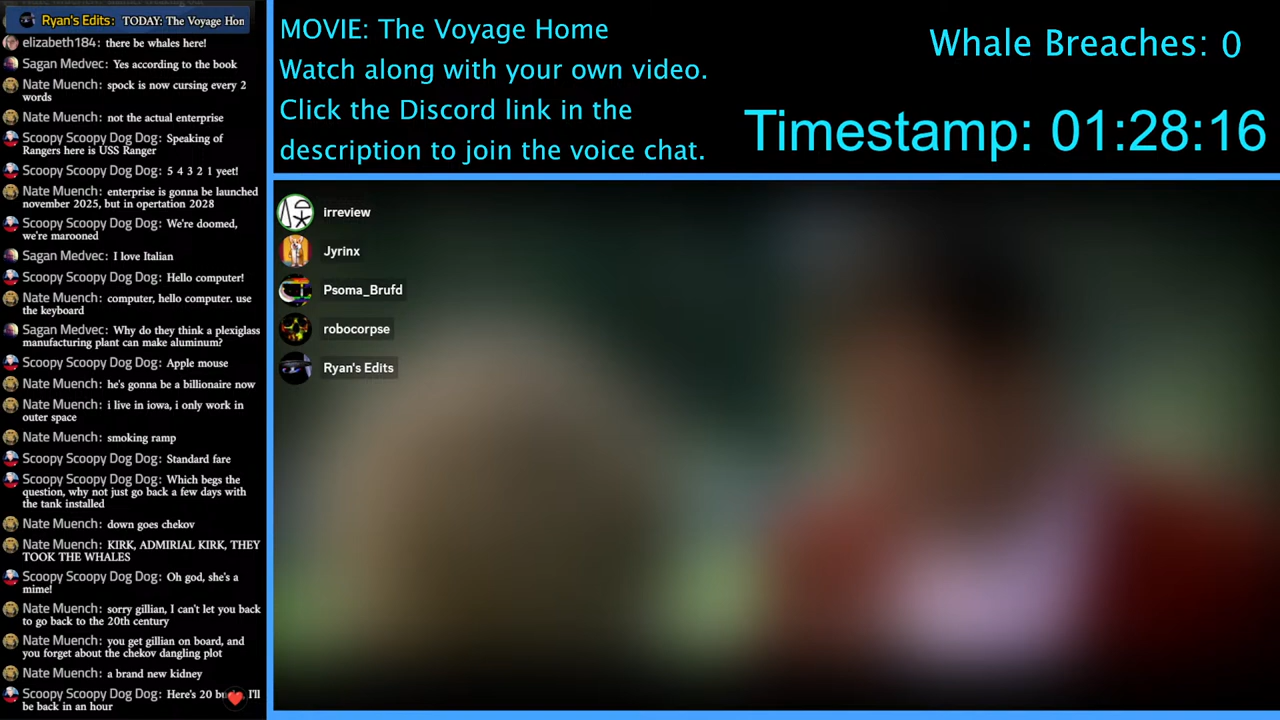 Ryan's Edits: TODAY: The Voyage Hon
elizabeth184: there be whales here!
Sagan Medvec: Yes according to the book
Nate Muench: spock is now cursing every 2
words
Nate Muench: not the actual enterprise
Scoopy Scoopy Dog Dog: Speaking of
Rangers here is USS Ranger
Scoopy Scoopy Dog Dog: 5 4 3 2 1 yeet!
Nate Muench: enterprise is gonna be launched
november 2025, but in opertation 2028
Scoopy Scoopy Dog Dog: We're doomed,
we're marooned
Sagan Medvec: I love Italian
Scoopy Scoopy Dog Dog: Hello computer!
Nate Muench: computer, hello computer. use
the keyboard
Sagan Medvec: Why do they think a plexiglass
manufacturing plant can make aluminum?
Scoopy Scoopy Dog Dog: Apple mouse
Nate Muench: he's gonna be a billionaire now
Nate Muench: i live in iowa, i only work in
outer space
Nate Muench: smoking ramp
Scoopy Scoopy Dog Dog: Standard fare
Scoopy Scoopy Dog Dog: Which begs the
question, why not just go back a few days with
the tank installed
Nate Muench: down goes chekov
Nate Muench: KIRK, ADMIRIAL KIRK, THEY
TOOK THE WHALES
Scoopy Scoopy Dog Dog: Oh god, she's a
mime!
Nate Muench: sorry gillian, I can't let you back
to go back to the 20th century
Nate Muench: you get gillian on board, and
you forget about the chekov dangling plot
Nate Muench: a brand new kidney
Scoopy Scoopy Dog Dog: Here's 20 I'll
be back in an hour
MOVIE: The Voyage Home
Watch along with your own video.
Click the Discord link in the
description to join the voice chat.
Whale Breaches: 0
Timestamp: 01:28:16
irreview
Jyrinx
Psoma_Brufd
robocorpse
Ryan's Edits